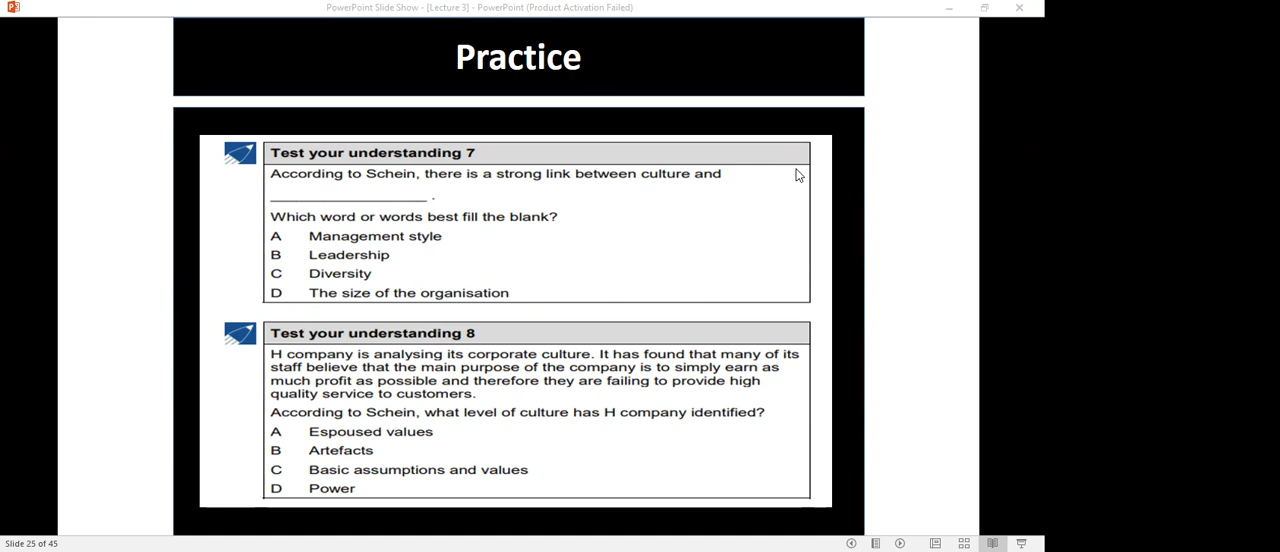 PowerPoint Slide Show - [Lecture 3] - PowerPoint (Product Activation Failed)
Practice
Test your understanding 7
According to Schein, there is a strong link between culture and
____________________ .
Which word or words best fill the blank?
A Management style
B Leadership
C Diversity
D The size of the organisation
Test your understanding 8
H company is analysing its corporate culture. It has found that many of its
staff believe that the main purpose of the company is to simply earn as
much profit as possible and therefore they are failing to provide high
quality service to customers.
According to Schein, what level of culture has H company identified?
A Espoused values
B Artefacts
C Basic assumptions and values
D Power
Slide 25 of 45